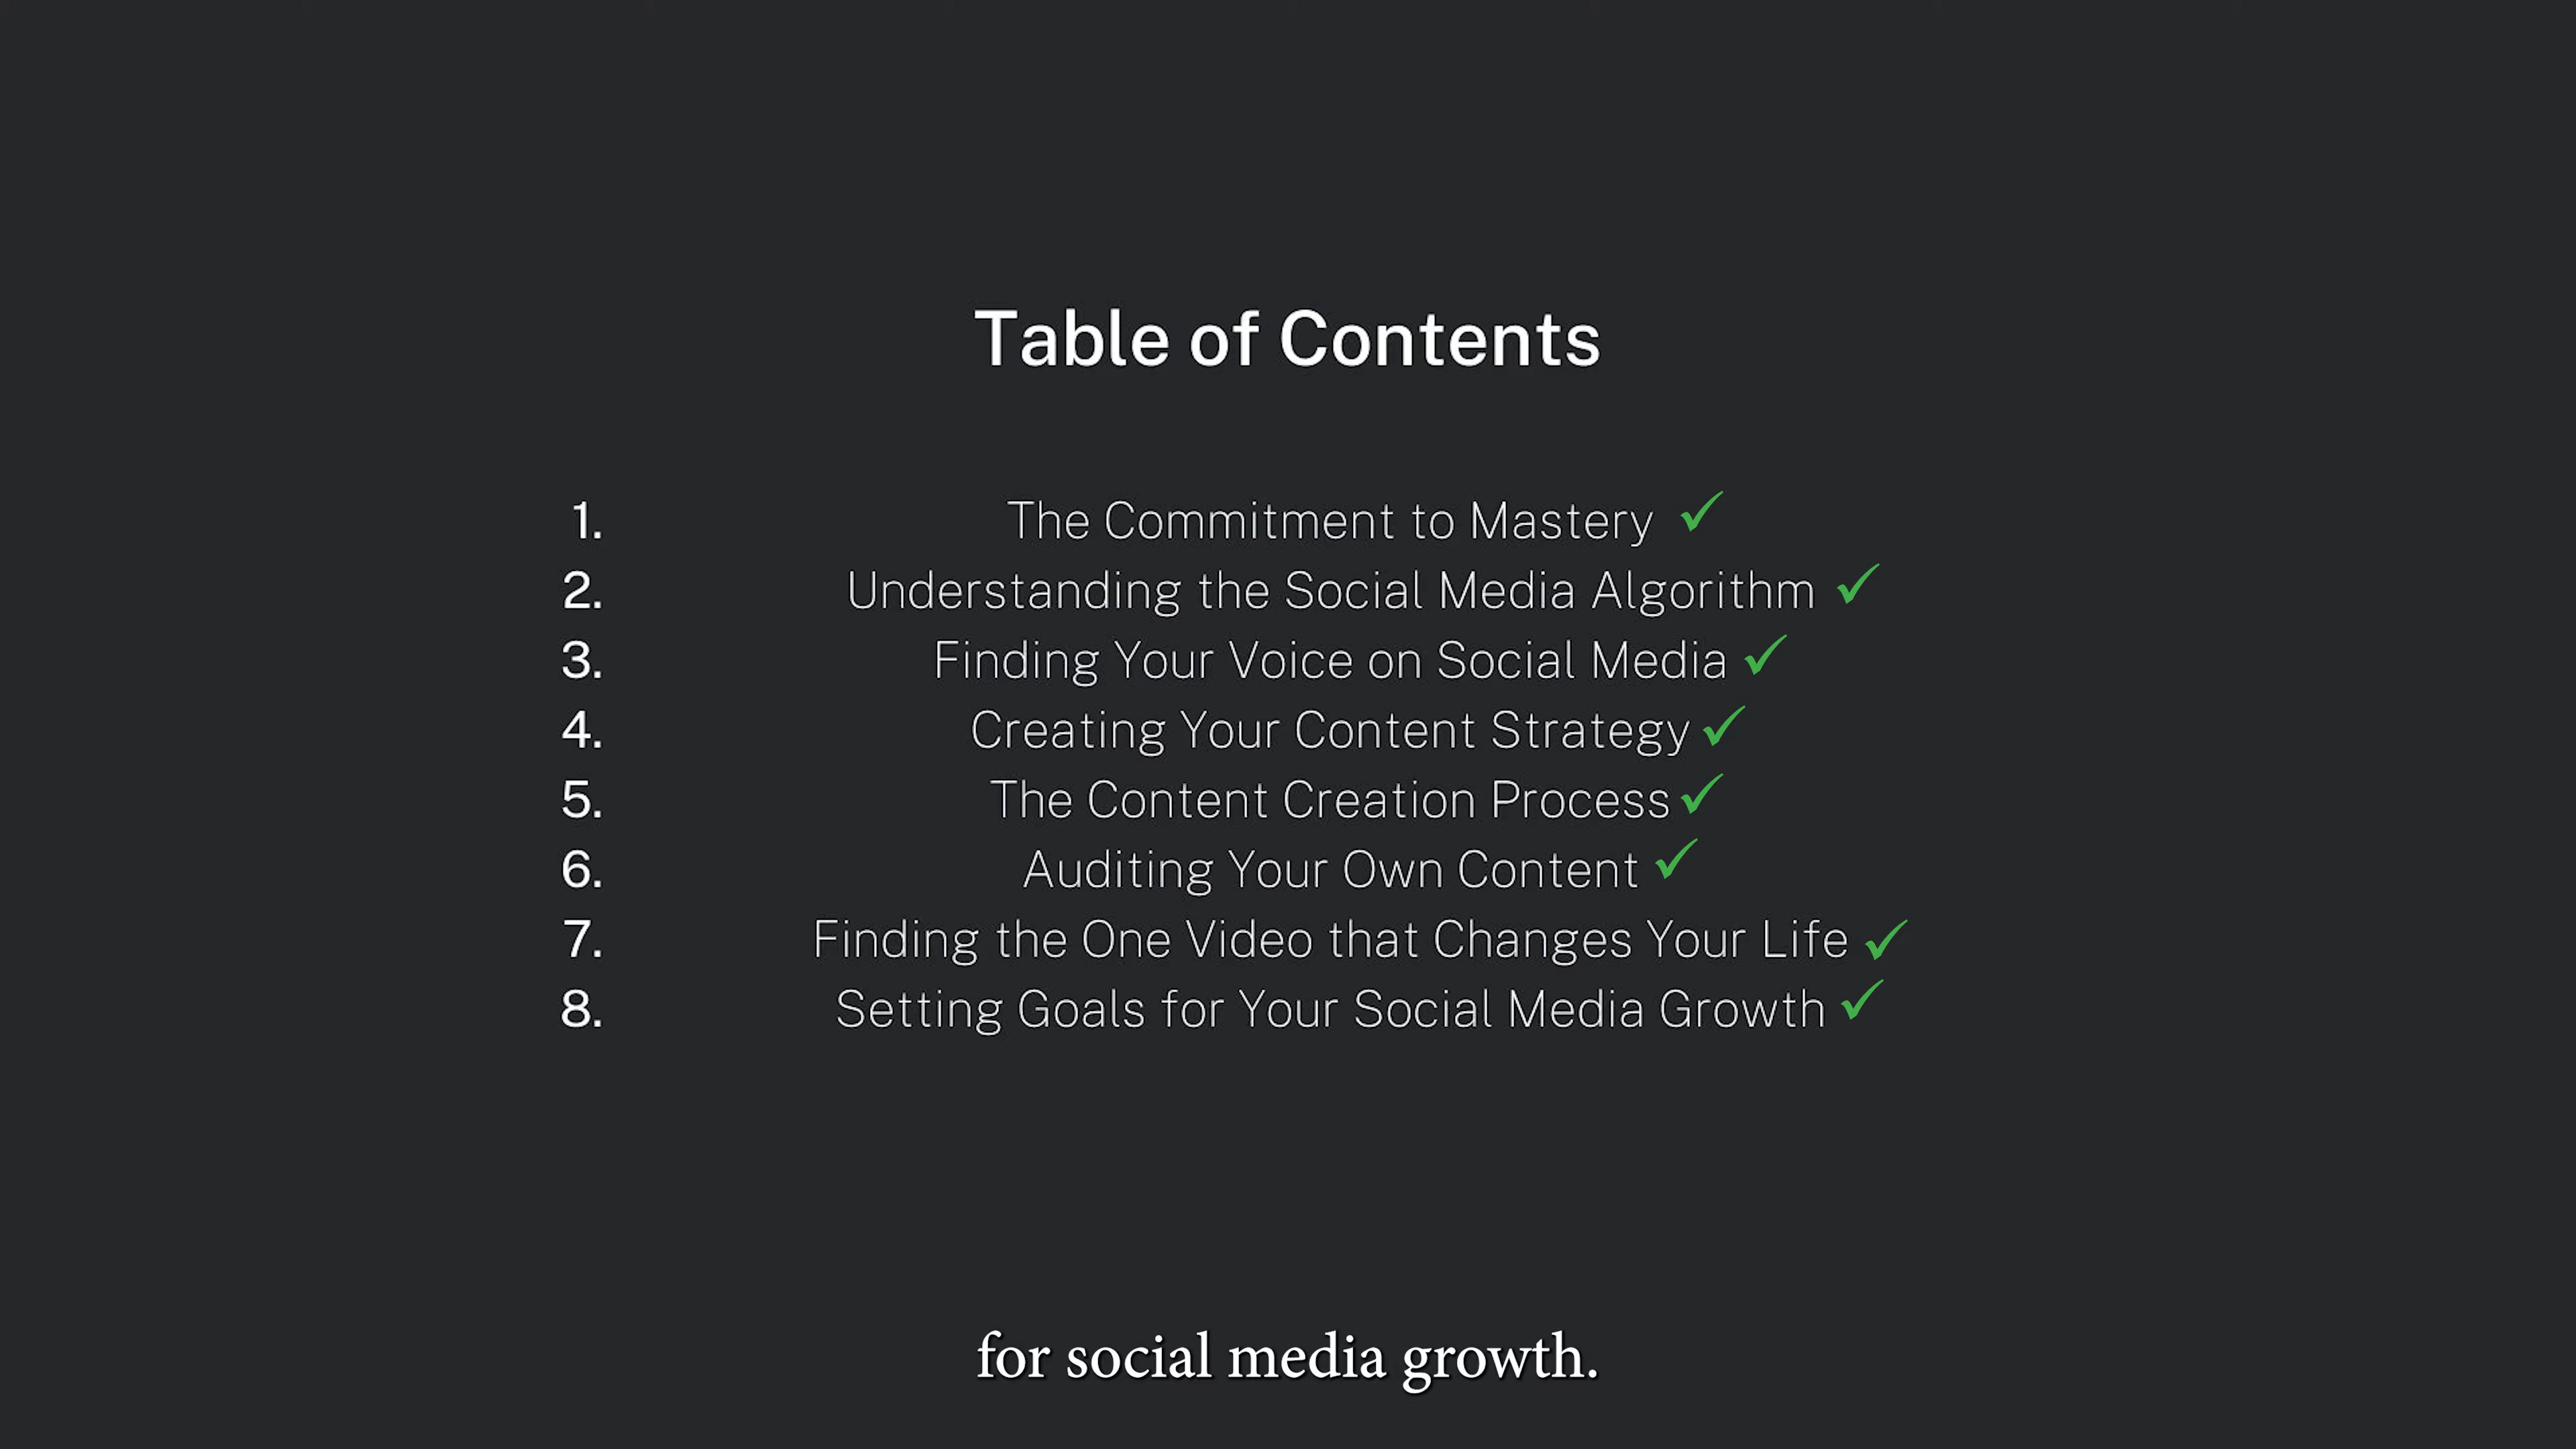 Table of Contents
1. The Commitment to Mastery ✓
2. Understanding the Social Media Algorithm ✓
3. Finding Your Voice on Social Media ✓
4. Creating Your Content Strategy ✓
5. The Content Creation Process ✓
6. Auditing Your Own Content ✓
7. Finding the One Video that Changes Your Life ✓
8. Setting Goals for Your Social Media Growth ✓
for social media growth.